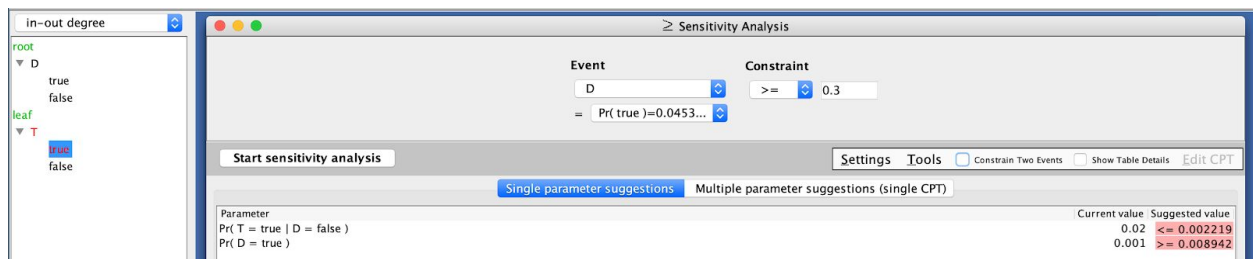 in-out degree
root
D
true
false
leaf
T
true
false
≥ Sensitivity Analysis
Event Constraint
D >= 0.3
= Pr( true )=0.0453...
Start sensitivity analysis Settings Tools Constrain Two Events Show Table Details Edit CPT
Single parameter suggestions Multiple parameter suggestions (single CPT)
Parameter Current value Suggested value
Pr( T = true | D = false ) 0.02 <= 0.002219
Pr( D = true ) 0.001 >= 0.008942